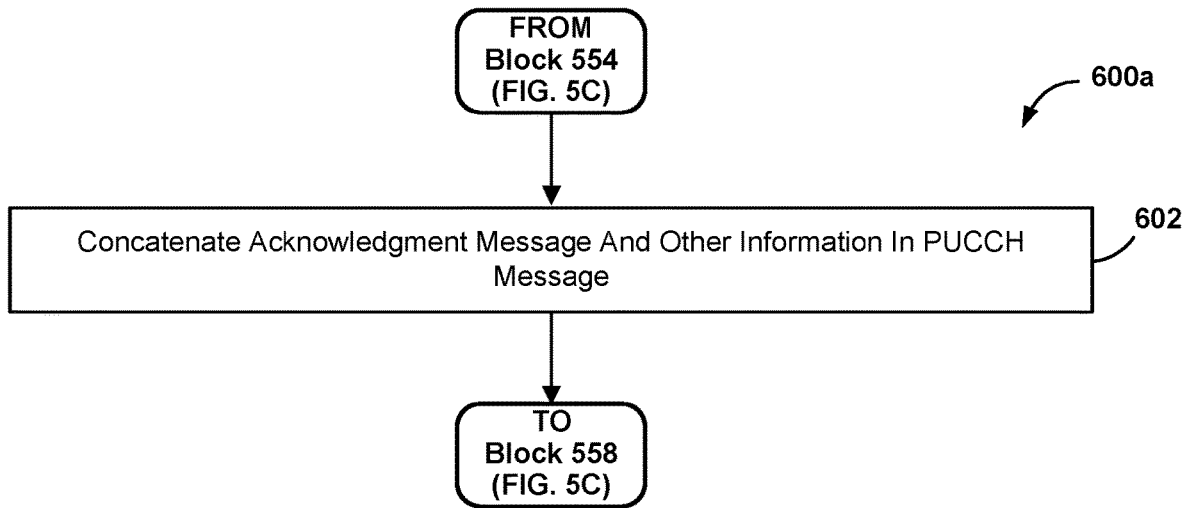 FROM
Block 554
(FIG. 5C)
600a
Concatenate Acknowledgment Message And Other Information In PUCCH
Message
602
TO
Block 558
(FIG. 5C)